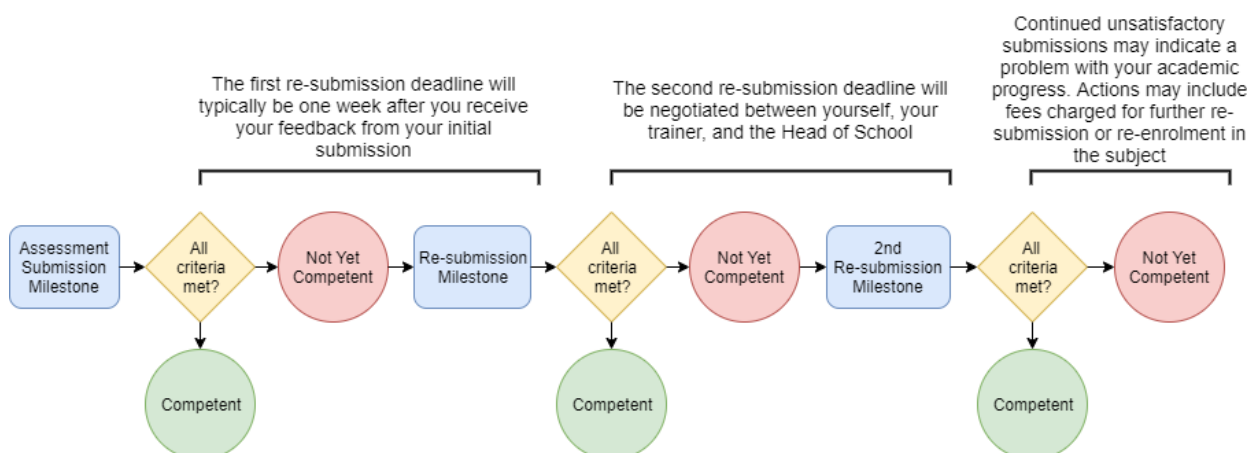 The first re-submission deadline will
typically be one week after you receive
your feedback from your initial
submission
The second re-submission deadline will
be negotiated between yourself, your
trainer, and the Head of School
Continued unsatisfactory
submissions may indicate a
problem with your academic
progress. Actions may include
fees charged for further re-
submission or re-enrolment in
the subject
Assessment
Submission
Milestone
All
criteria
met?
Not Yet
Competent
Re-submission
Milestone
All
criteria
met?
Not Yet
Competent
2nd
Re-submission
Milestone
All
criteria
met?
Not Yet
Competent
Competent
Competent
Competent